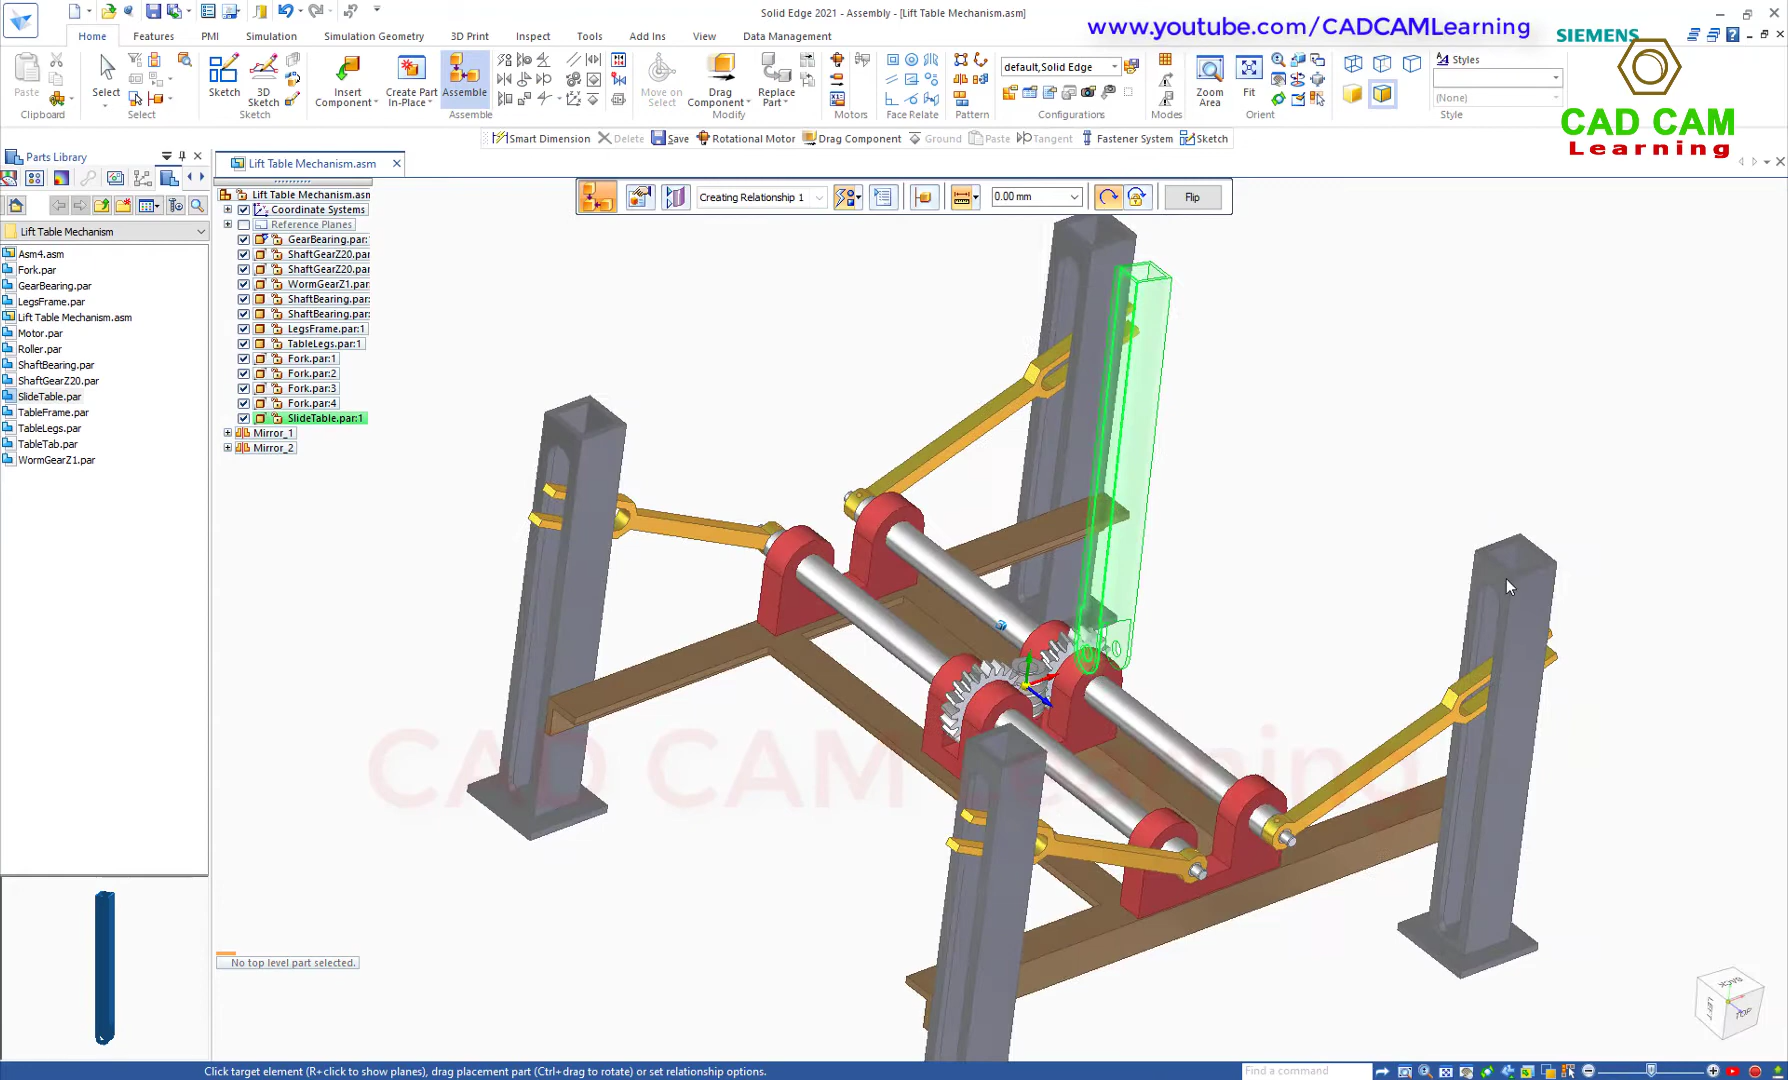 Solid Edge 2021 - Assembly - [Lift Table Mechanism.asm]
www.youtube.com/CADCAMLearning
SIEMENS
Home
Features
PMI
Simulation
Simulation Geometry
3D Print
Inspect
Tools
Add Ins
View
Data Management
Paste
Clipboard
Select
Select
Sketch
3D
Sketch
Sketch
Insert
Component
Create Part
In-Place
Assemble
Assemble
Move on
Select
Drag
Component
Replace
Part
Modify
Motors
Face Relate
Pattern
default,Solid Edge
Configurations
Modes
Zoom
Area
Fit
Orient
Styles
(None)
Style
CAD CAM
Learning
Smart Dimension
Delete
Save
Rotational Motor
Drag Component
Ground
Paste
Tangent
Fastener System
Sketch
Parts Library
Lift Table Mechanism.asm
Creating Relationship 1
0.00 mm
Flip
Lift Table Mechanism
Asm4.asm
Fork.par
GearBearing.par
LegsFrame.par
Lift Table Mechanism.asm
Motor.par
Roller.par
ShaftBearing.par
ShaftGearZ20.par
SlideTable.par
TableFrame.par
TableLegs.par
TableTab.par
WormGearZ1.par
Lift Table Mechanism.asm
Coordinate Systems
Reference Planes
GearBearing.par:
ShaftGearZ20.par
ShaftGearZ20.par
WormGearZ1.par
ShaftBearing.par:
ShaftBearing.par:
LegsFrame.par:1
TableLegs.par:1
Fork.par:1
Fork.par:2
Fork.par:3
Fork.par:4
SlideTable.par:1
Mirror_1
Mirror_2
CAD CAM Learning
No top level part selected.
BACK
LEFT
TOP
Click target element (R+click to show planes), drag placement part (Ctrl+drag to rotate) or set relationship options.
Find a command